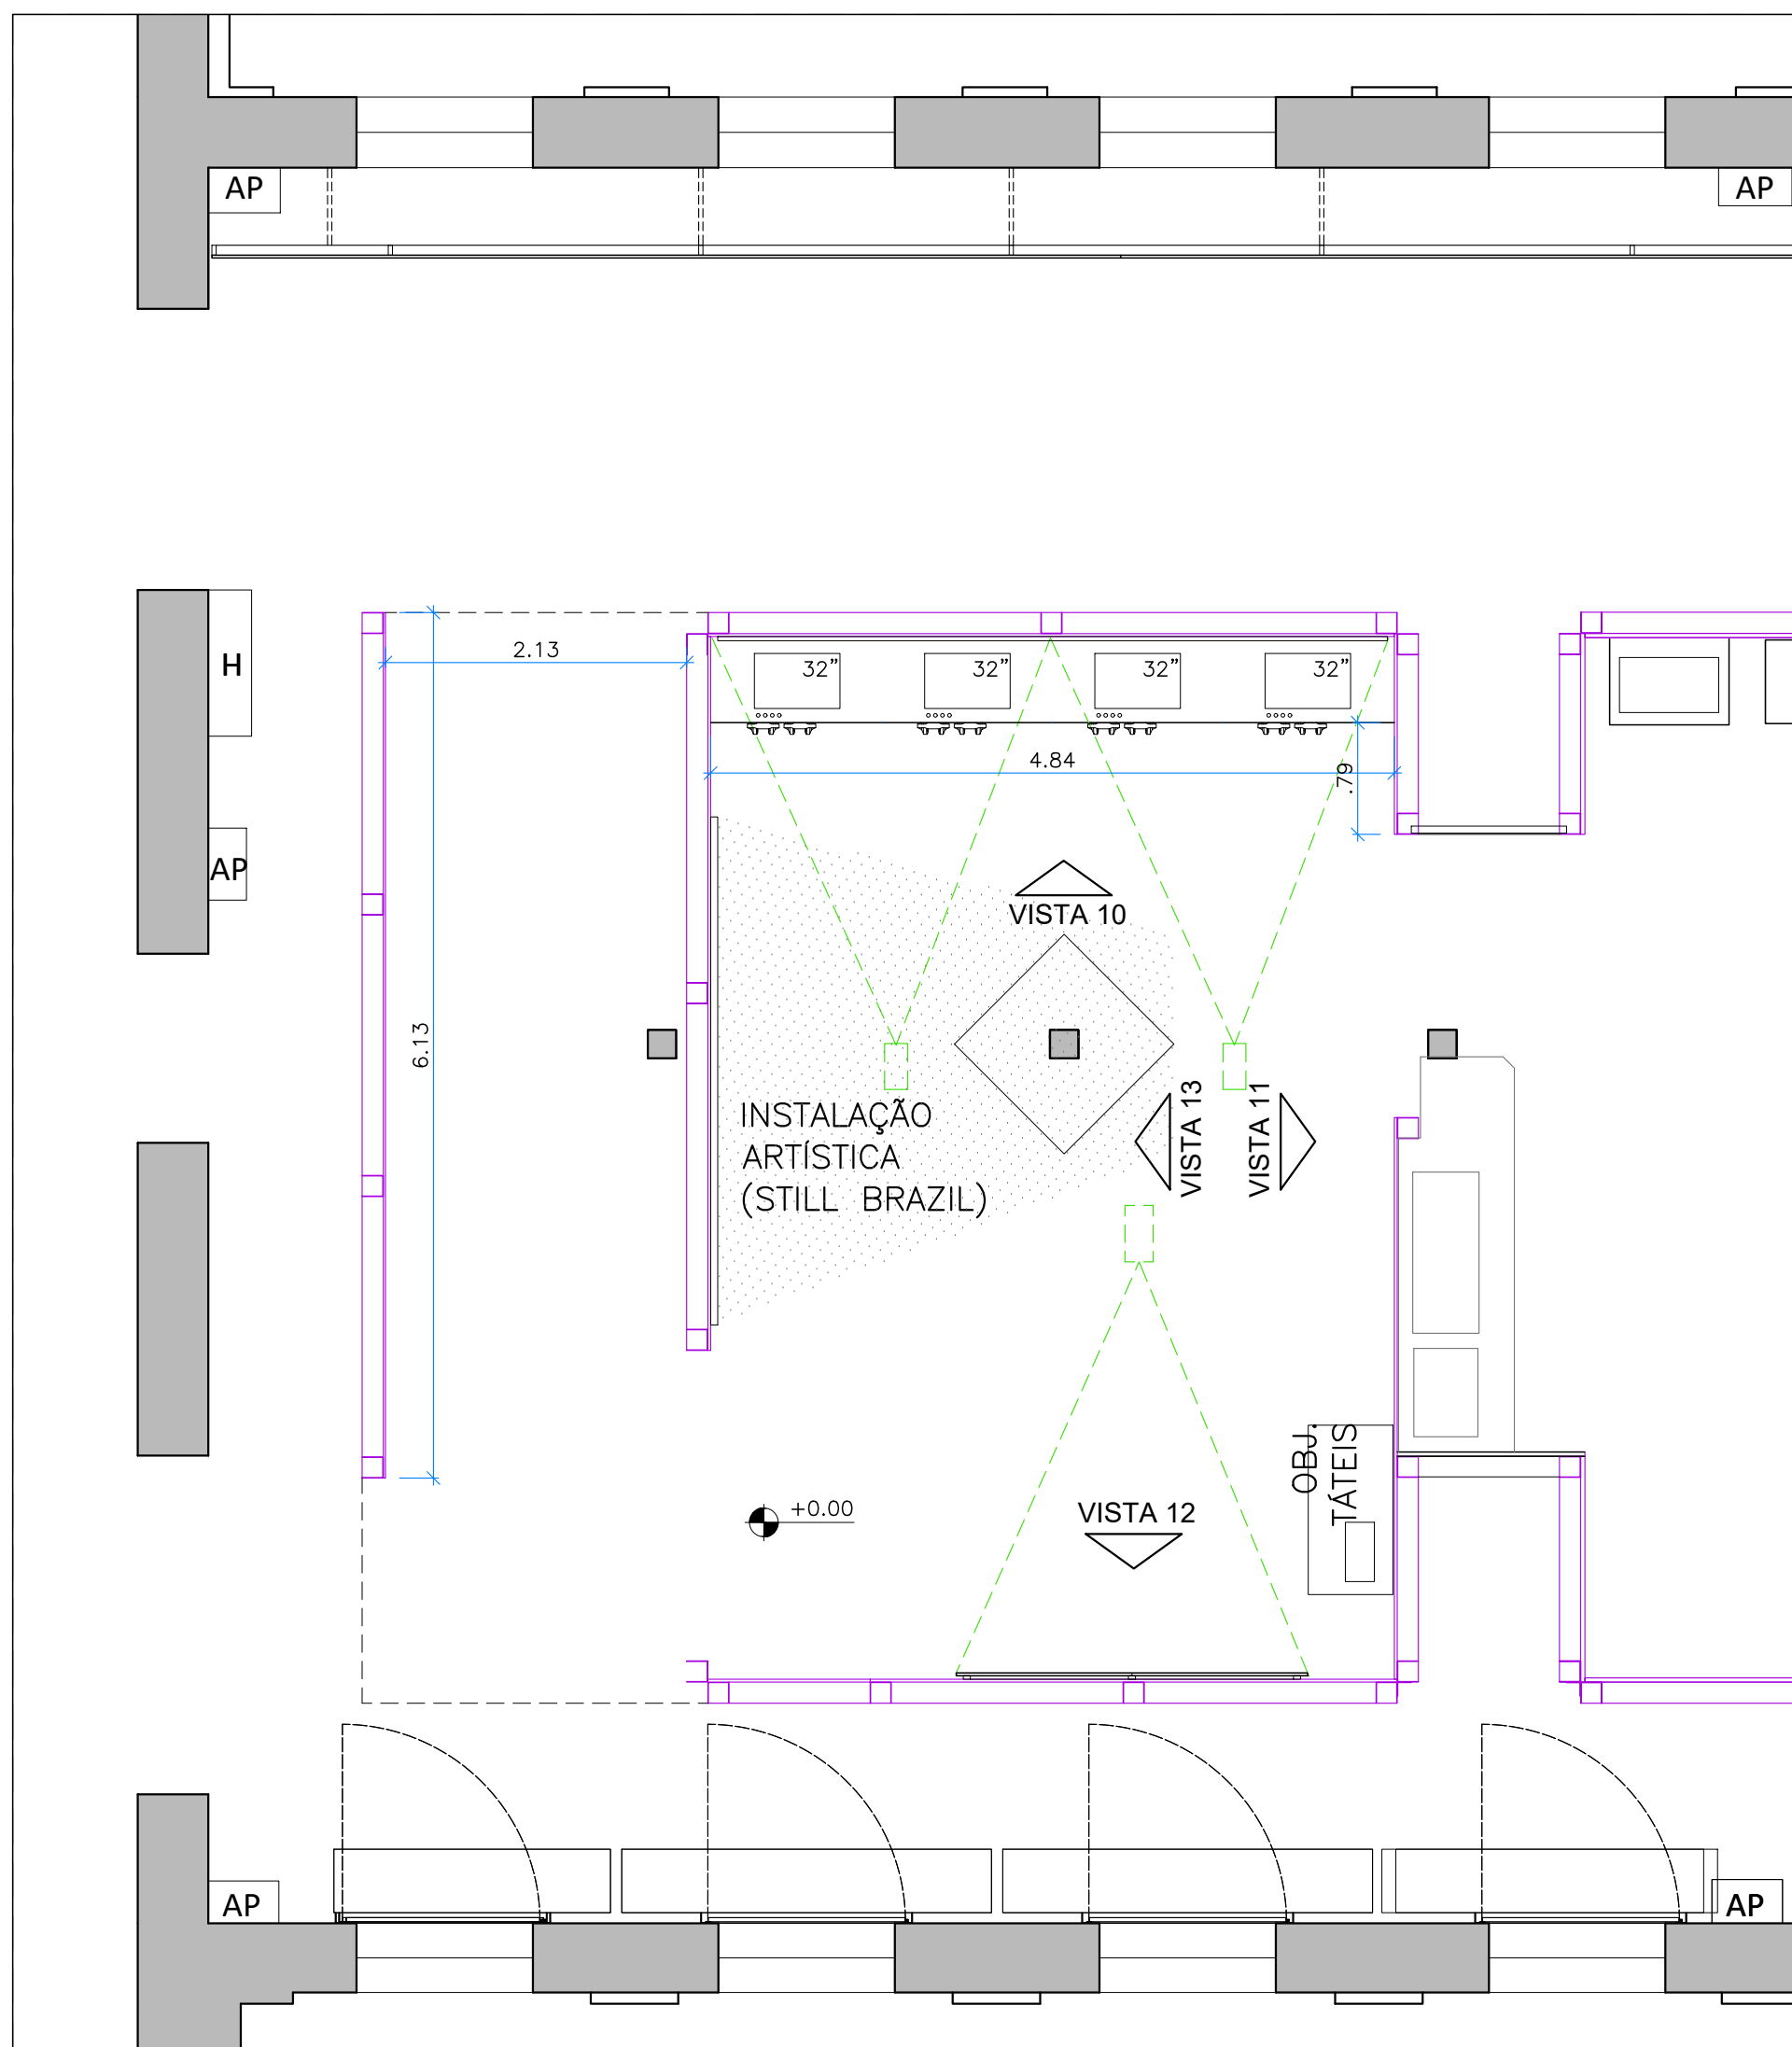 AP
AP
H
2.13
32”
32”
32”
32”
4.84
.79
AP
VISTA 10
6.13
INSTALAÇÃO
ARTÍSTICA
(STILL BRAZIL)
VISTA 13
VISTA 11
OBJ.
TÁTEIS
+0.00
VISTA 12
AP
AP